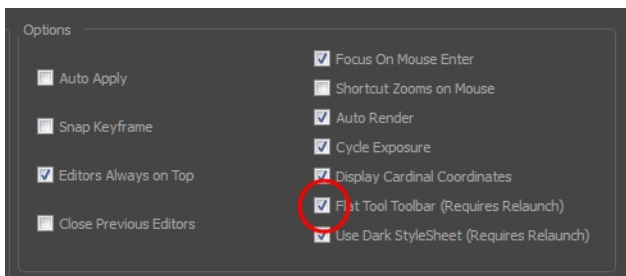 Options
Auto Apply
Snap Keyframe
Editors Always on Top
Close Previous Editors
Focus On Mouse Enter
Shortcut Zooms on Mouse
Auto Render
Cycle Exposure
Display Cardinal Coordinates
Flat Tool Toolbar (Requires Relaunch)
Use Dark StyleSheet (Requires Relaunch)